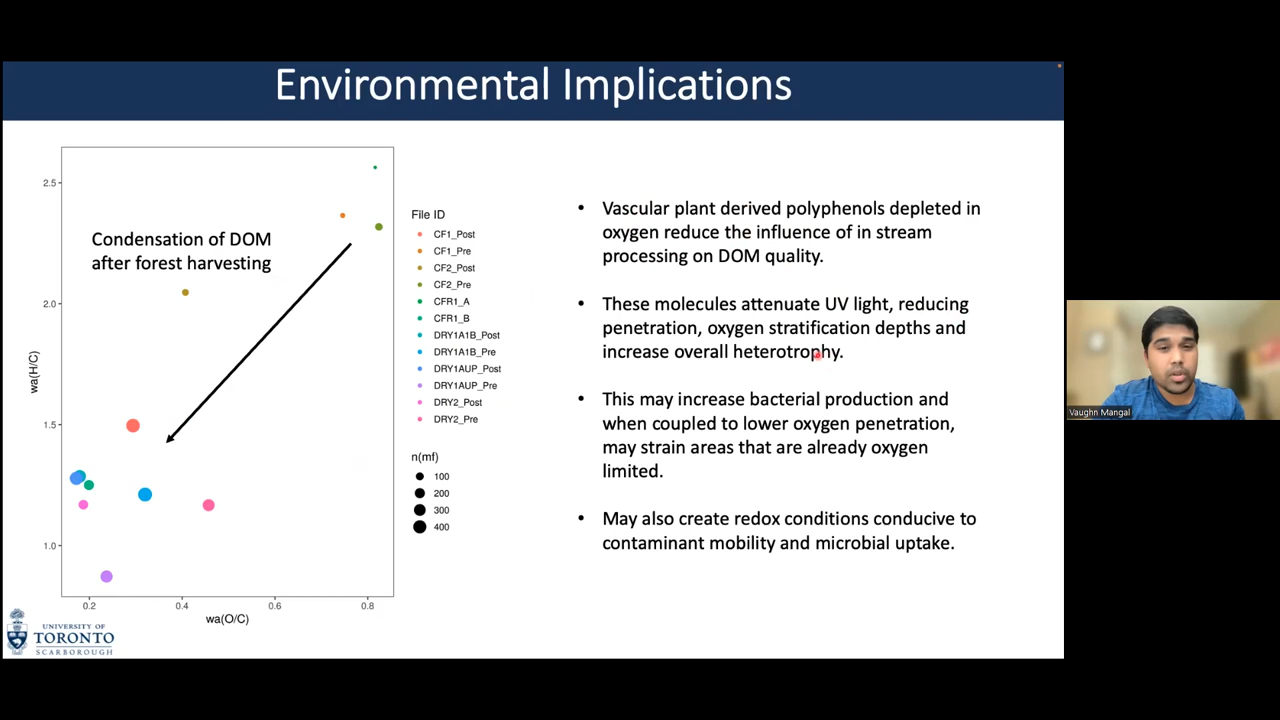 Environmental Implications
2.5
2.0
1.5
1.0
wa(H/C)
0.2
0.4
0.6
0.8
wa(O/C)
Condensation of DOM
after forest harvesting
File ID
CF1_Post
CF1_Pre
CF2_Post
CF2_Pre
CFR1_A
CFR1_B
DRY1A1B_Post
DRY1A1B_Pre
DRY1AUP_Post
DRY1AUP_Pre
DRY2_Post
DRY2_Pre
n(mf)
100
200
300
400
• Vascular plant derived polyphenols depleted in
oxygen reduce the influence of in stream
processing on DOM quality.
• These molecules attenuate UV light, reducing
penetration, oxygen stratification depths and
increase overall heterotrophy.
• This may increase bacterial production and
when coupled to lower oxygen penetration,
may strain areas that are already oxygen
limited.
• May also create redox conditions conducive to
contaminant mobility and microbial uptake.
UNIVERSITY OF
TORONTO
SCARBOROUGH
Vaughn Mangal